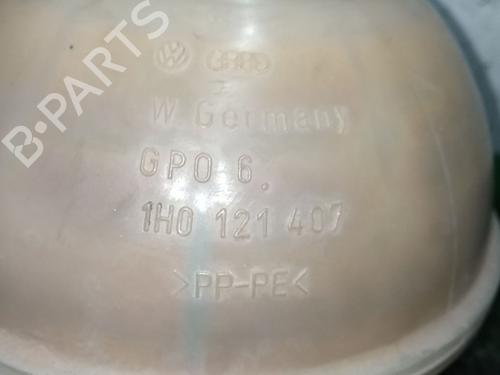 B-PARTS
W Germany
GPO 6.
1H0 121 407
>PP-PE<